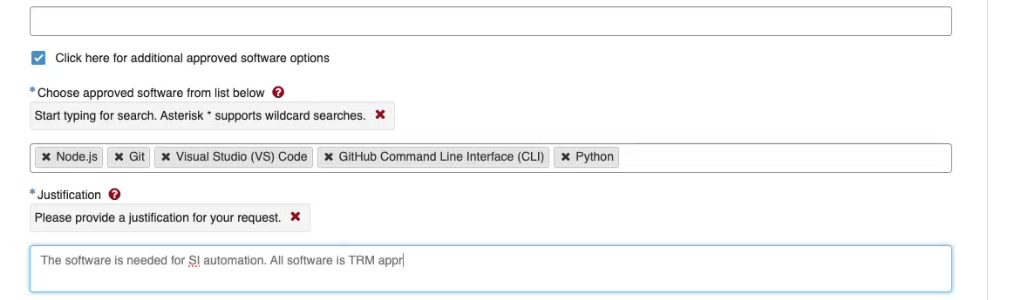 Click here for additional approved software options
*Choose approved software from list below
Start typing for search. Asterisk * supports wildcard searches.
Node.js Git Visual Studio (VS) Code GitHub Command Line Interface (CLI) Python
*Justification
Please provide a justification for your request.
The software is needed for SI automation. All software is TRM appr